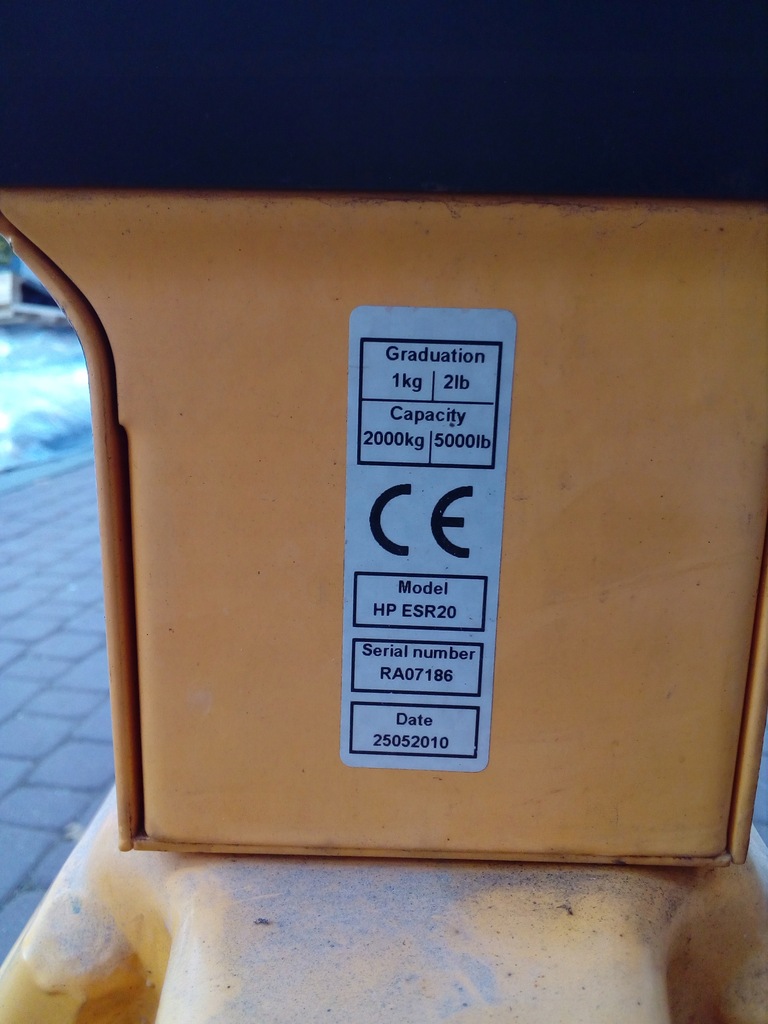 Graduation
1kg 2lb
Capacity
2000kg 5000lb
CE
Model
HP ESR20
Serial number
RA07186
Date
25052010